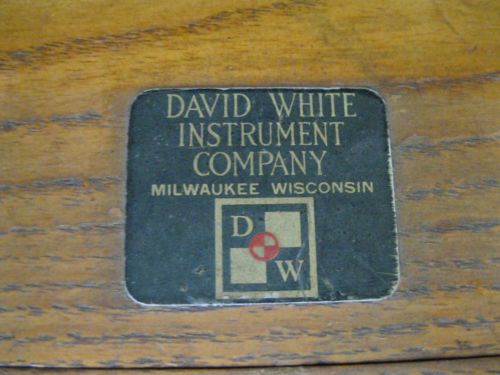 DAVID WHITE
INSTRUMENT
COMPANY
MILWAUKEE WISCONSIN
D
W